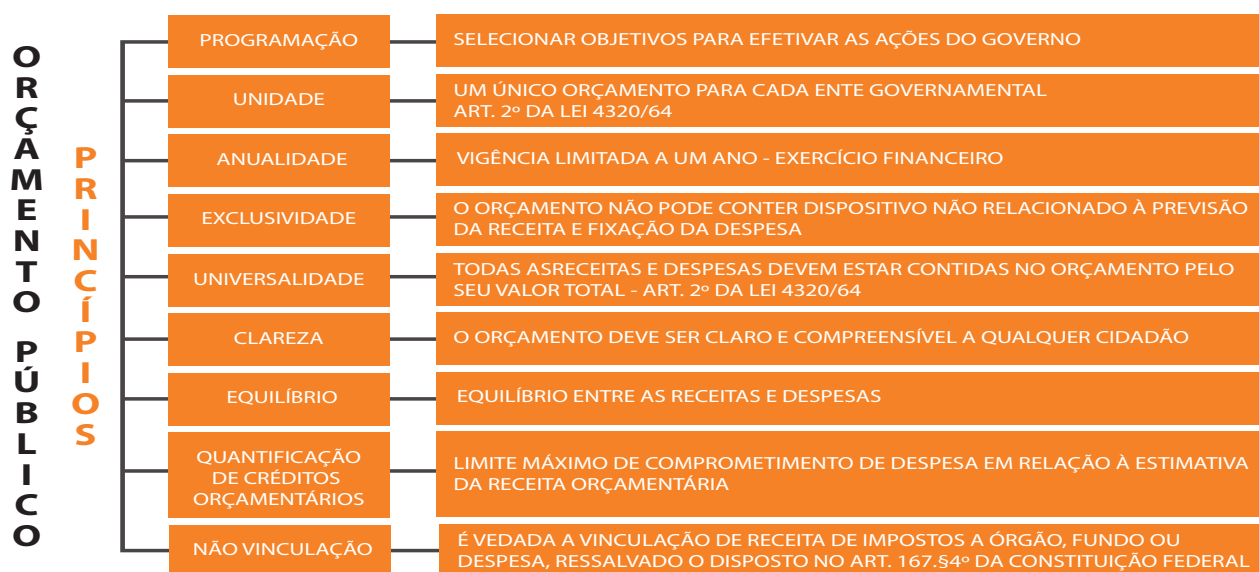 ORÇAMENTO PÚBLICO
PRINCÍPIOS
PROGRAMAÇÃO
SELECIONAR OBJETIVOS PARA EFETIVAR AS AÇÕES DO GOVERNO
UNIDADE
UM ÚNICO ORÇAMENTO PARA CADA ENTE GOVERNAMENTAL
ART. 2º DA LEI 4320/64
ANUALIDADE
VIGÊNCIA LIMITADA A UM ANO - EXERCÍCIO FINANCEIRO
EXCLUSIVIDADE
O ORÇAMENTO NÃO PODE CONTER DISPOSITIVO NÃO RELACIONADO À PREVISÃO
DA RECEITA E FIXAÇÃO DA DESPESA
UNIVERSALIDADE
TODAS ASRECEITAS E DESPESAS DEVEM ESTAR CONTIDAS NO ORÇAMENTO PELO
SEU VALOR TOTAL - ART. 2º DA LEI 4320/64
CLAREZA
O ORÇAMENTO DEVE SER CLARO E COMPREENSÍVEL A QUALQUER CIDADÃO
EQUILÍBRIO
EQUILÍBRIO ENTRE AS RECEITAS E DESPESAS
QUANTIFICAÇÃO
DE CRÉDITOS
ORÇAMENTÁRIOS
LIMITE MÁXIMO DE COMPROMETIMENTO DE DESPESA EM RELAÇÃO À ESTIMATIVA
DA RECEITA ORÇAMENTÁRIA
NÃO VINCULAÇÃO
É VEDADA A VINCULAÇÃO DE RECEITA DE IMPOSTOS A ÓRGÃO, FUNDO OU
DESPESA, RESSALVADO O DISPOSTO NO ART. 167.§4º DA CONSTITUIÇÃO FEDERAL